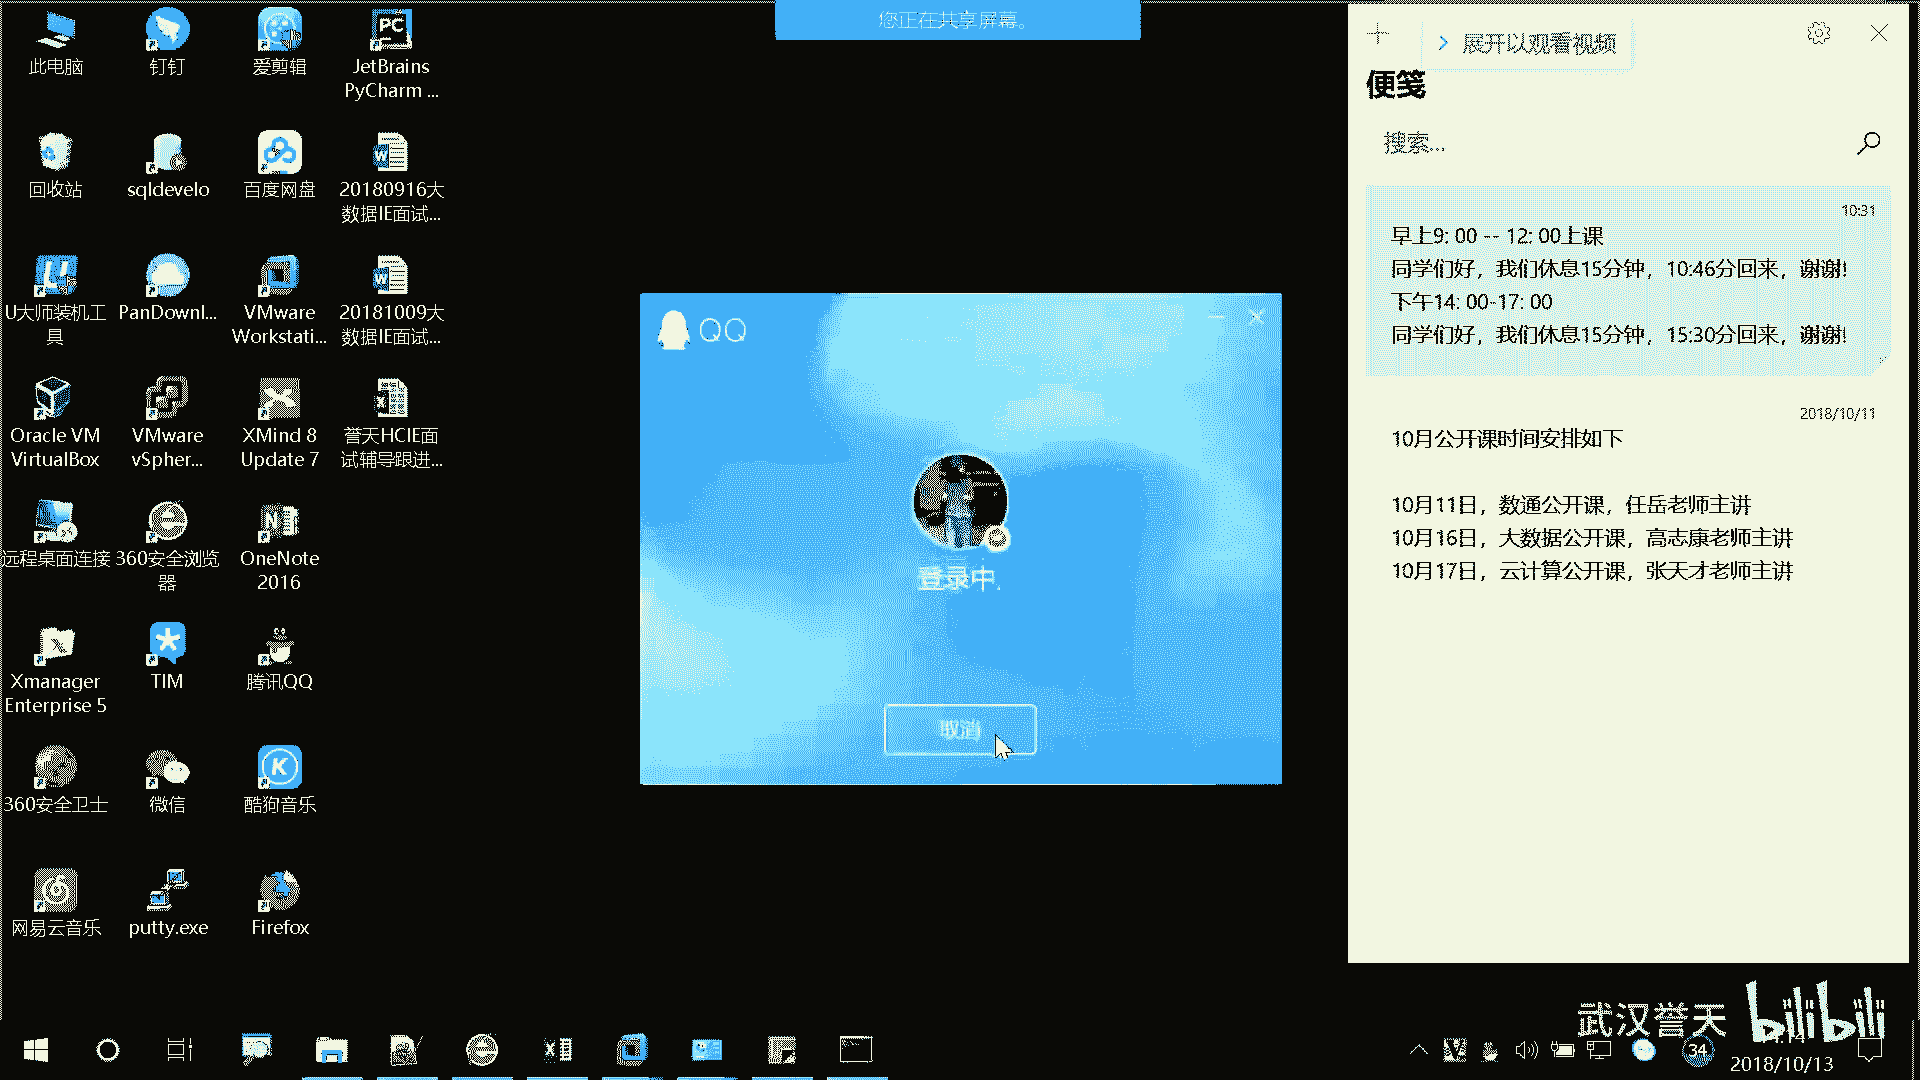 您正在共享屏幕。
此电脑
钉钉
爱剪辑
JetBrains
PyCharm ...
回收站
sqldevelo
百度网盘
20180916大
数据IE面试...
U大师装机工
具
PanDownl...
VMware
Workstati...
20181009大
数据IE面试...
Oracle VM
VirtualBox
VMware
vSpher...
XMind 8
Update 7
誉天HCIE面
试辅导跟进...
远程桌面连接
360安全浏览
器
OneNote
2016
Xmanager
Enterprise 5
TIM
腾讯QQ
360安全卫士
微信
酷狗音乐
网易云音乐
putty.exe
Firefox
QQ
登录中.
取消
展开以观看视频
便笺
搜索...
10:31
早上9: 00 -- 12: 00上课
同学们好，我们休息15分钟，10:46分回来，谢谢!
下午14: 00-17: 00
同学们好，我们休息15分钟，15:30分回来，谢谢!
2018/10/11
10月公开课时间安排如下
10月11日，数通公开课，任岳老师主讲
10月16日，大数据公开课，高志康老师主讲
10月17日，云计算公开课，张天才老师主讲
武汉誉天 bilibili
34
2018/10/13